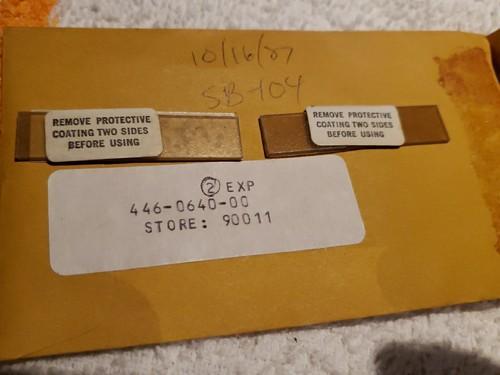 10/16/87
SB-104
REMOVE PROTECTIVE
COATING TWO SIDES
BEFORE USING
REMOVE PROTECTIVE
COATING TWO SIDES
BEFORE USING
② EXP
446-0640-00
STORE: 90011